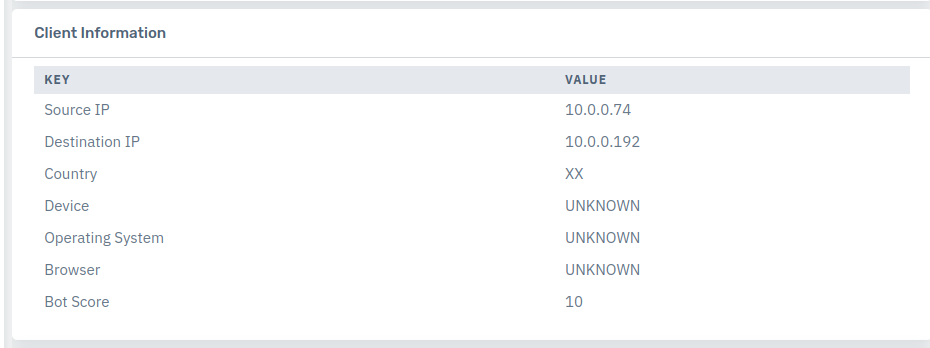 Client Information
KEY VALUE
Source IP 10.0.0.74
Destination IP 10.0.0.192
Country XX
Device UNKNOWN
Operating System UNKNOWN
Browser UNKNOWN
Bot Score 10